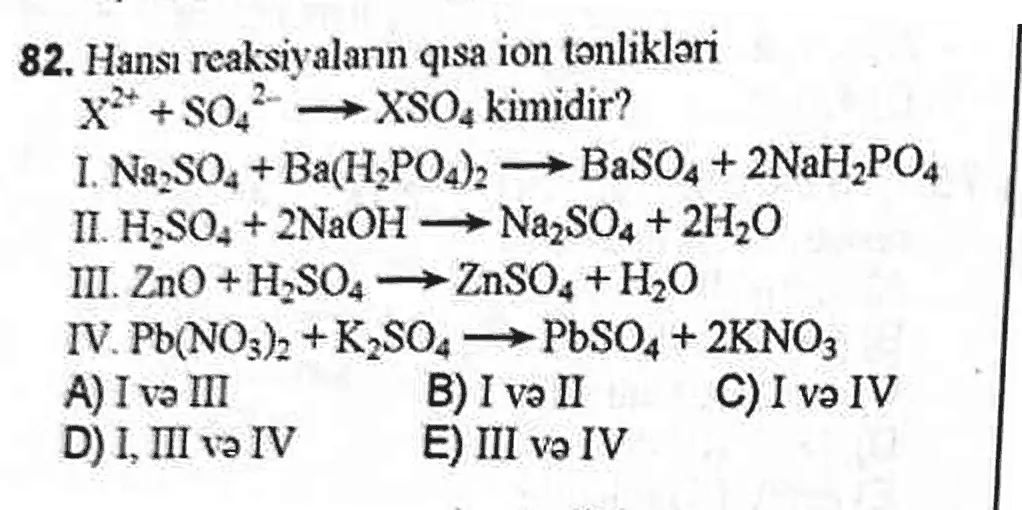 82. Hansı reaksiyaların qısa ion tənlikləri
X²⁺ + SO₄²⁻ ⟶ XSO₄ kimidir?
I. Na₂SO₄ + Ba(H₂PO₄)₂ ⟶ BaSO₄ + 2NaH₂PO₄
II. H₂SO₄ + 2NaOH ⟶ Na₂SO₄ + 2H₂O
III. ZnO + H₂SO₄ ⟶ ZnSO₄ + H₂O
IV. Pb(NO₃)₂ + K₂SO₄ ⟶ PbSO₄ + 2KNO₃
A) I və III B) I və II C) I və IV
D) I, III və IV E) III və IV